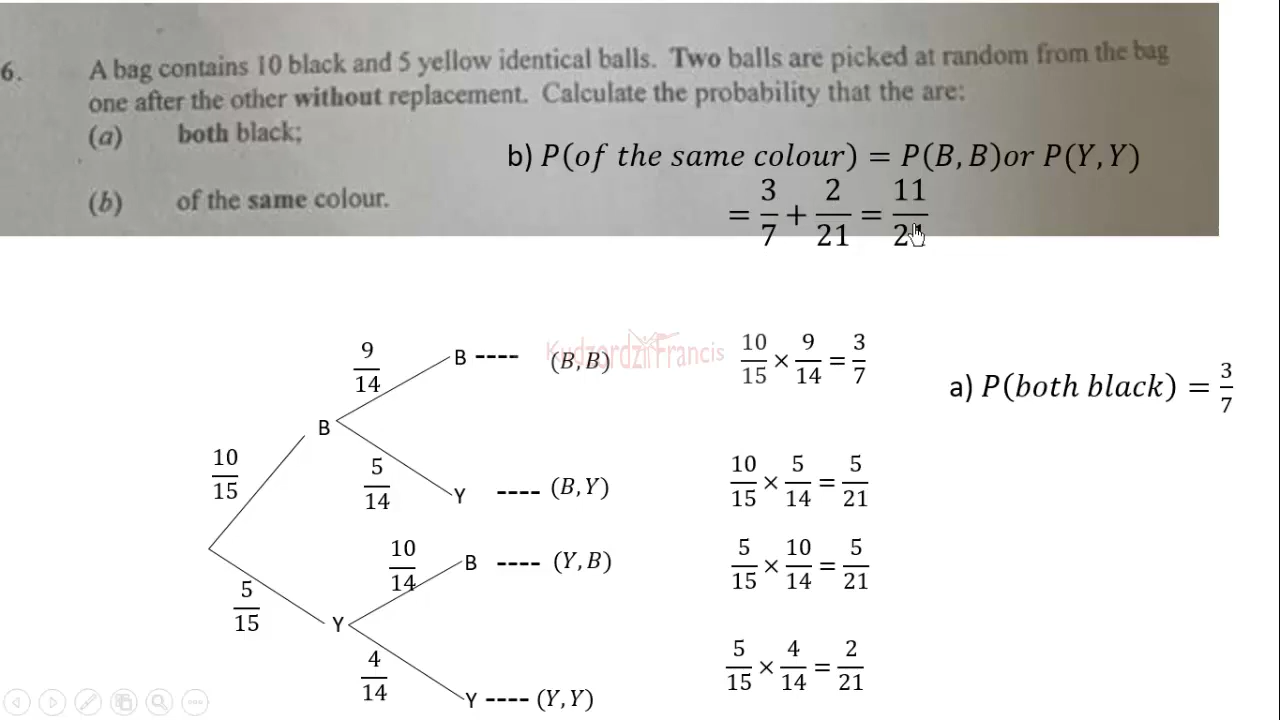 6. A bag contains 10 black and 5 yellow identical balls. Two balls are picked at random from the bag
one after the other without replacement. Calculate the probability that the are:
(a) both black;
b) P(of the same colour) = P(B, B)or P(Y, Y)
(b) of the same colour.
= 3/7 + 2/21 = 11/2
Kudzordzi Francis
9/14 B ---- (B, B) 10/15 × 9/14 = 3/7
a) P(both black) = 3/7
B
10/15
5/14 Y ---- (B, Y) 10/15 × 5/14 = 5/21
10/14 B ---- (Y, B) 5/15 × 10/14 = 5/21
5/15 Y
4/14 Y ---- (Y, Y) 5/15 × 4/14 = 2/21